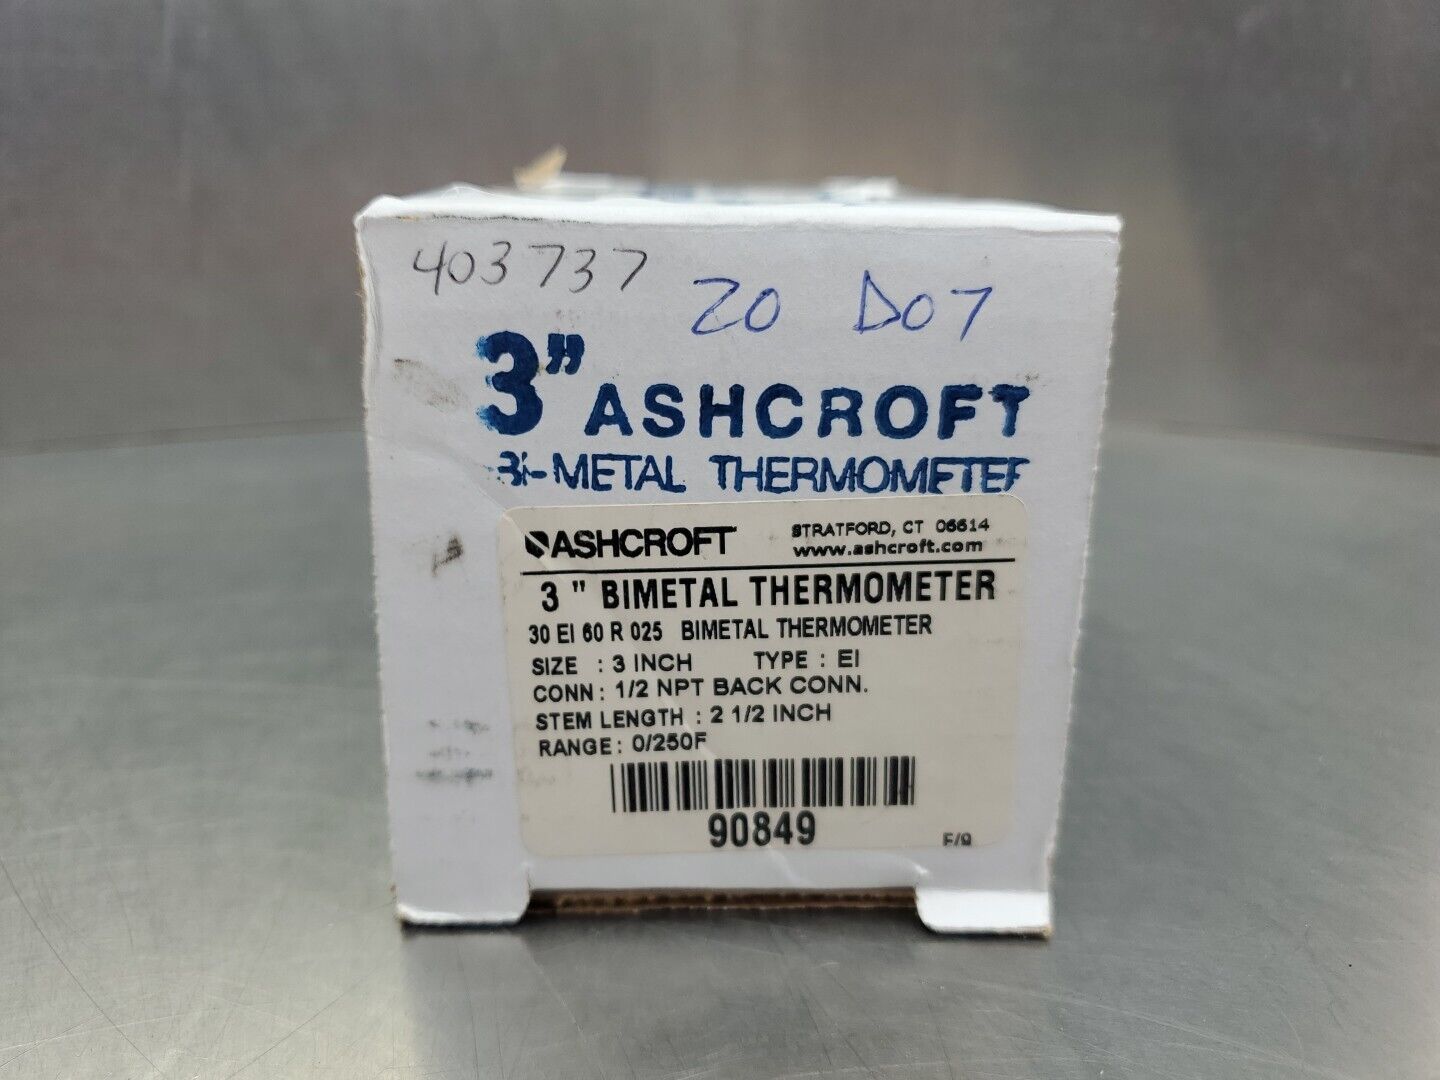 403737
20 D07
3" ASHCROFT
Bi-METAL THERMOMETER
ASHCROFT STRATFORD, CT 06614
www.ashcroft.com
3 " BIMETAL THERMOMETER
30 EI 60 R 025 BIMETAL THERMOMETER
SIZE : 3 INCH TYPE : EI
CONN : 1/2 NPT BACK CONN.
STEM LENGTH : 2 1/2 INCH
RANGE : 0/250F
90849